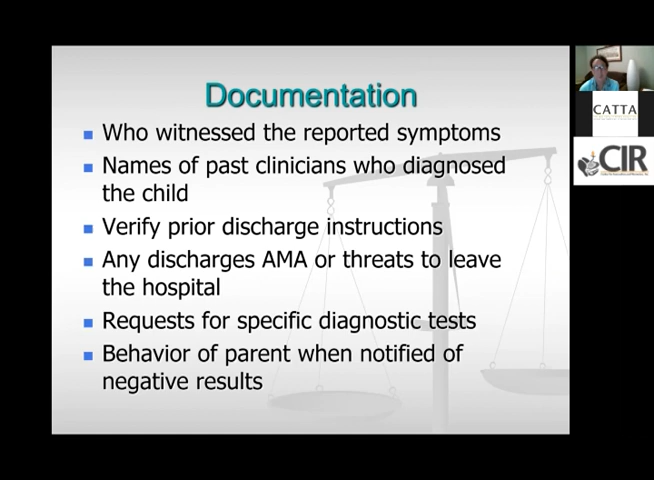 Documentation
Who witnessed the reported symptoms
Names of past clinicians who diagnosed
the child
Verify prior discharge instructions
Any discharges AMA or threats to leave
the hospital
Requests for specific diagnostic tests
Behavior of parent when notified of
negative results
CATTA
CIR